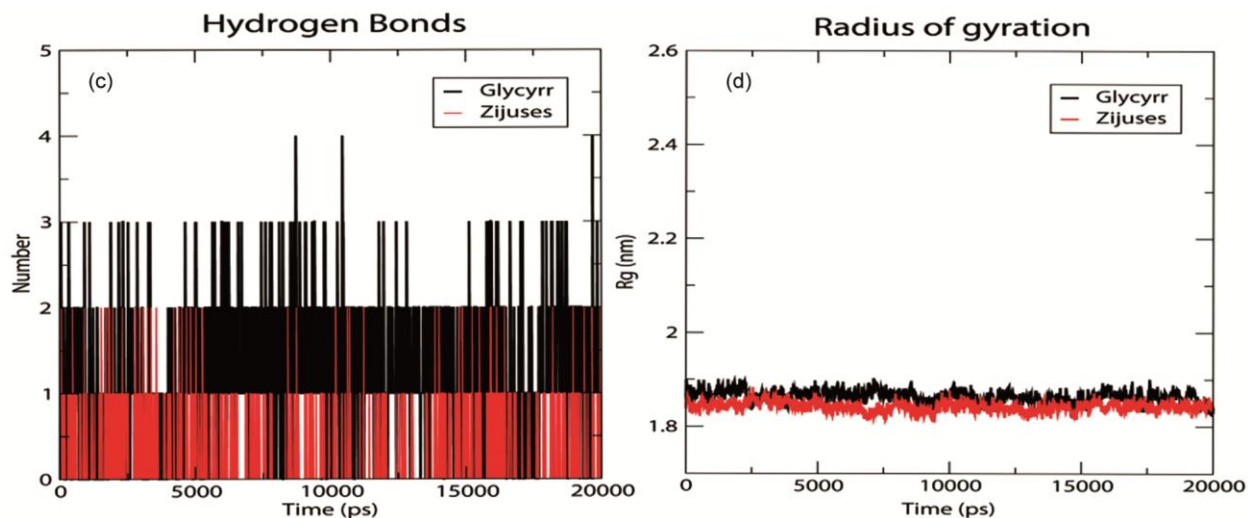 Hydrogen Bonds
(c)
Glycyrr
Zijuses
Number
5
4
3
2
1
0
0 5000 10000 15000 20000
Time (ps)
Radius of gyration
(d)
Glycyrr
Zijuses
Rg (nm)
2.6
2.4
2.2
2
1.8
0 5000 10000 15000 20000
Time (ps)